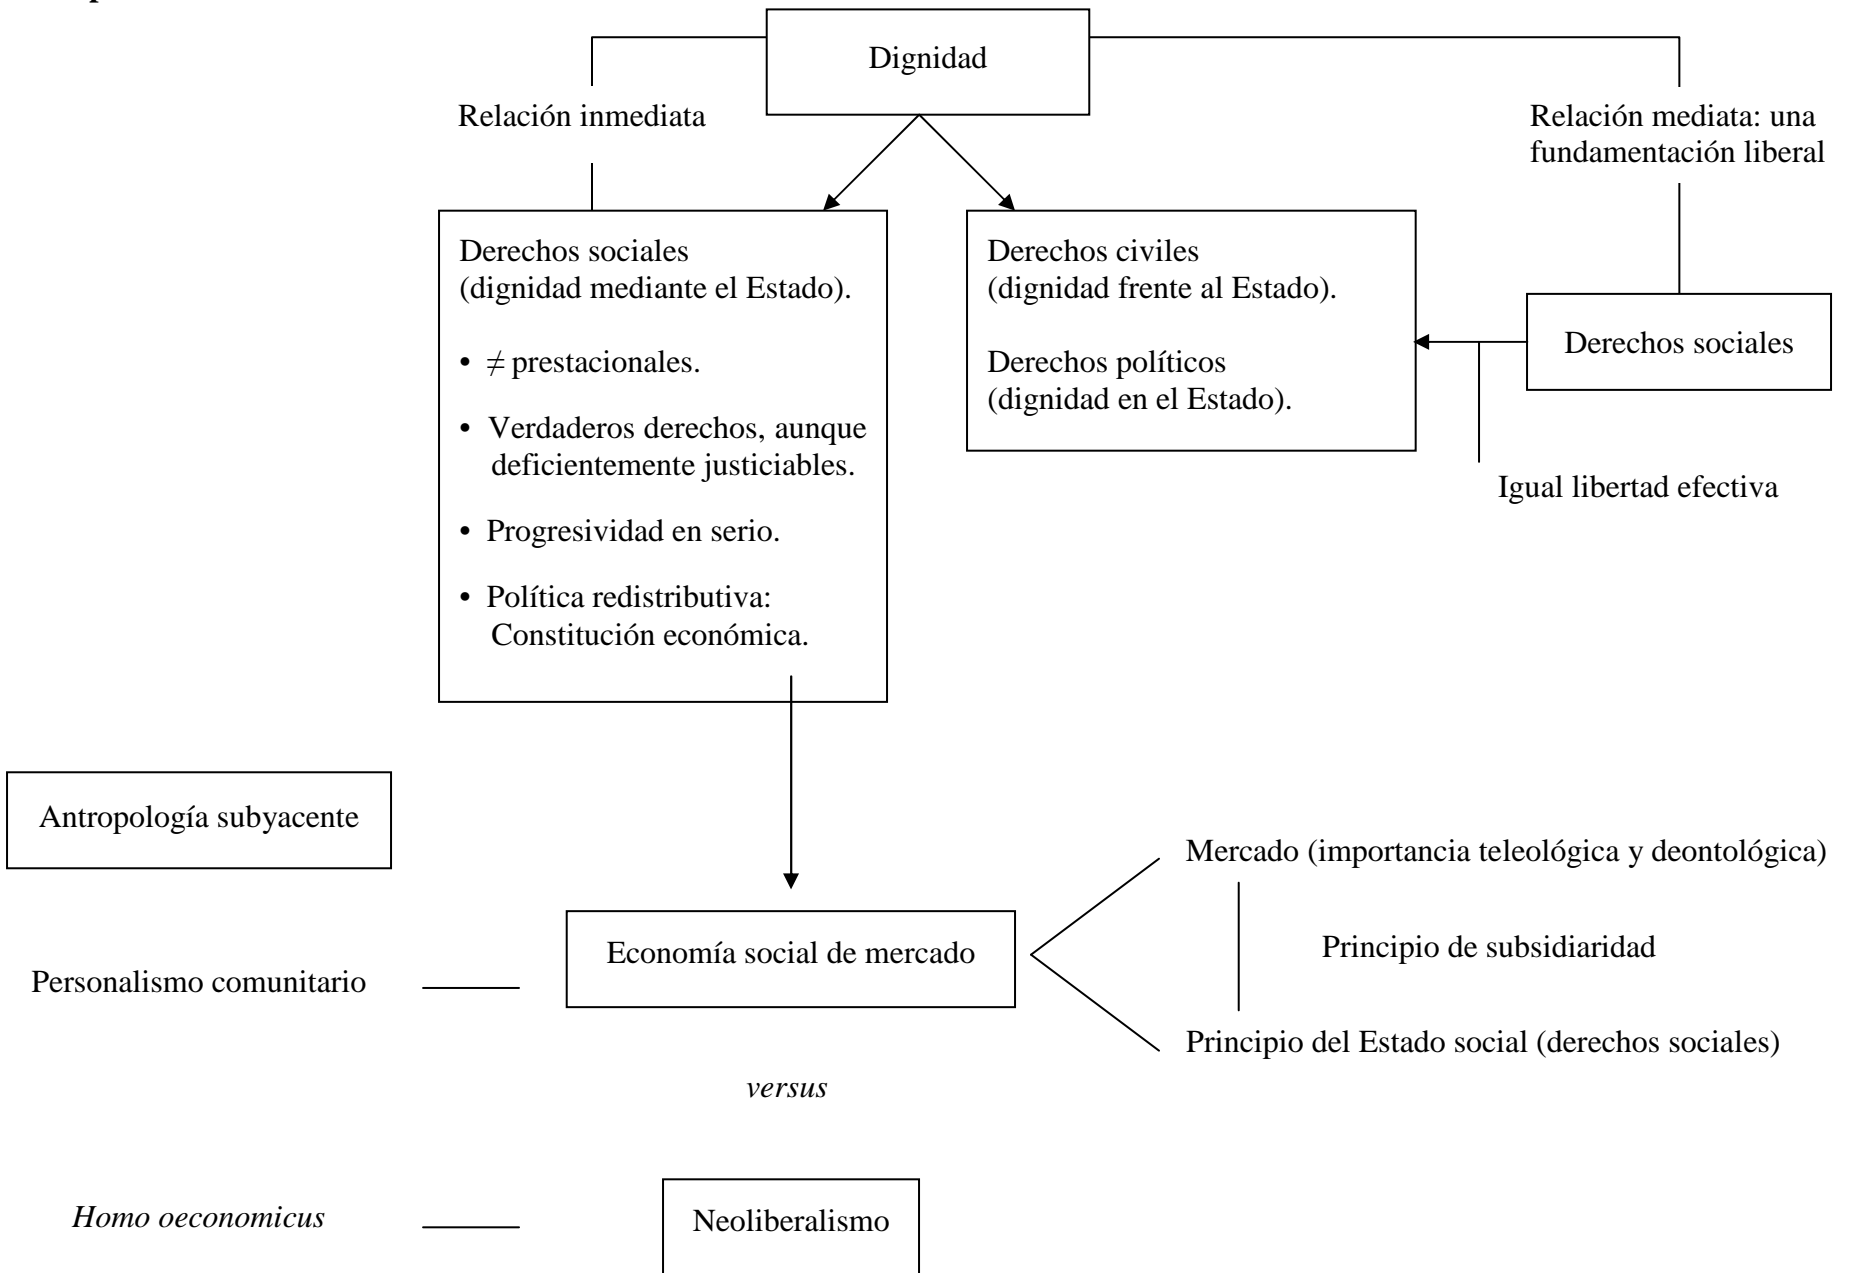 Dignidad
Relación inmediata
Relación mediata: una
fundamentación liberal
Derechos sociales
(dignidad mediante el Estado).
• ≠ prestacionales.
• Verdaderos derechos, aunque
deficientemente justiciables.
• Progresividad en serio.
• Política redistributiva:
Constitución económica.
Derechos civiles
(dignidad frente al Estado).
Derechos políticos
(dignidad en el Estado).
Derechos sociales
Igual libertad efectiva
Antropología subyacente
Mercado (importancia teleológica y deontológica)
Economía social de mercado
Principio de subsidiaridad
Personalismo comunitario
Principio del Estado social (derechos sociales)
versus
Homo oeconomicus
Neoliberalismo